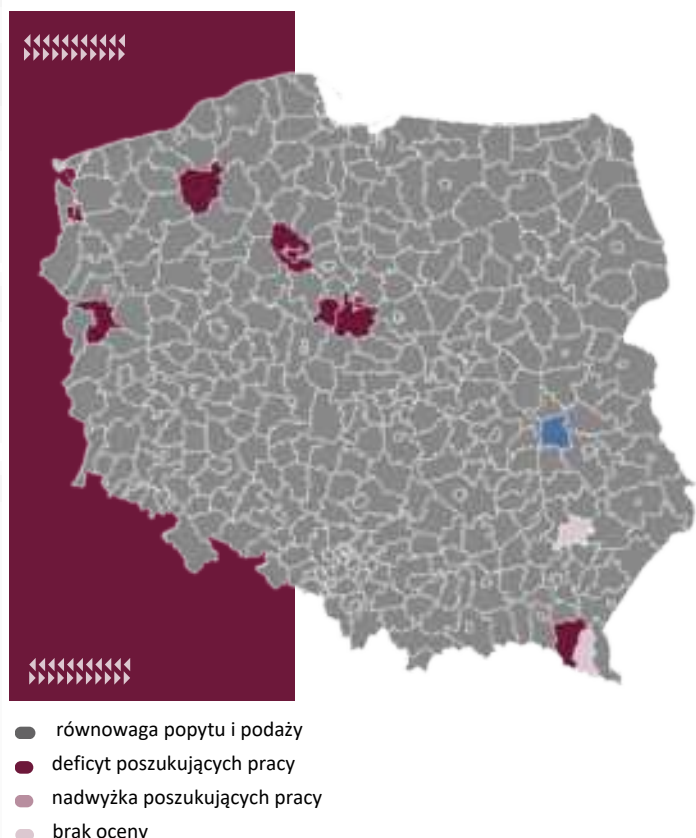 równowaga popytu i podaży
deficyt poszukujących pracy
nadwyżka poszukujących pracy
brak oceny